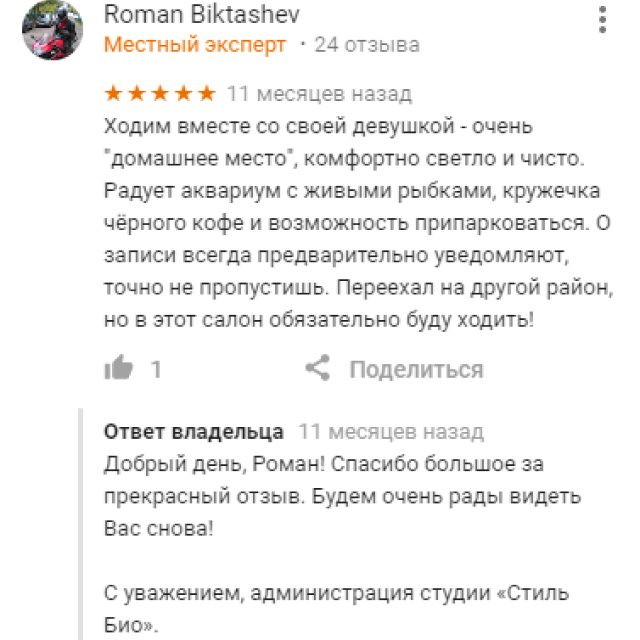 Roman Biktashev
Местный эксперт · 24 отзыва
★★★★★ 11 месяцев назад
Ходим вместе со своей девушкой - очень
"домашнее место", комфортно светло и чисто.
Радует аквариум с живыми рыбками, кружечка
чёрного кофе и возможность припарковаться. О
записи всегда предварительно уведомляют,
точно не пропустишь. Переехал на другой район,
но в этот салон обязательно буду ходить!
1 Поделиться
Ответ владельца 11 месяцев назад
Добрый день, Роман! Спасибо большое за
прекрасный отзыв. Будем очень рады видеть
Вас снова!
С уважением, администрация студии «Стиль
Био».